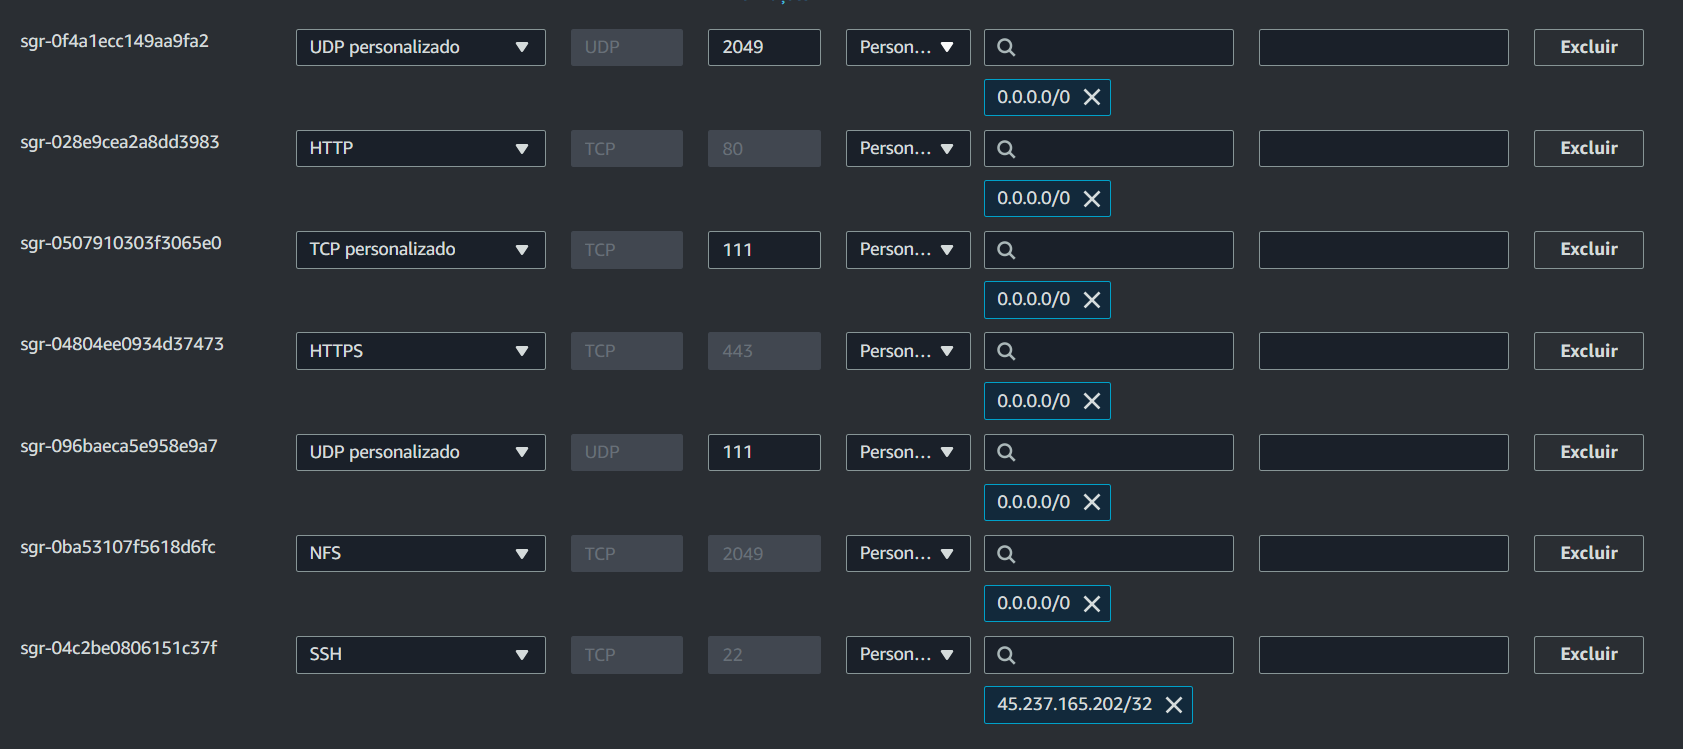 sgr-0f4a1ecc149aa9fa2 UDP personalizado UDP 2049 Person... Excluir
0.0.0.0/0
sgr-028e9cea2a8dd3983 HTTP TCP 80 Person... Excluir
0.0.0.0/0
sgr-0507910303f3065e0 TCP personalizado TCP 111 Person... Excluir
0.0.0.0/0
sgr-04804ee0934d37473 HTTPS TCP 443 Person... Excluir
0.0.0.0/0
sgr-096baeca5e958e9a7 UDP personalizado UDP 111 Person... Excluir
0.0.0.0/0
sgr-0ba53107f5618d6fc NFS TCP 2049 Person... Excluir
0.0.0.0/0
sgr-04c2be0806151c37f SSH TCP 22 Person... Excluir
45.237.165.202/32